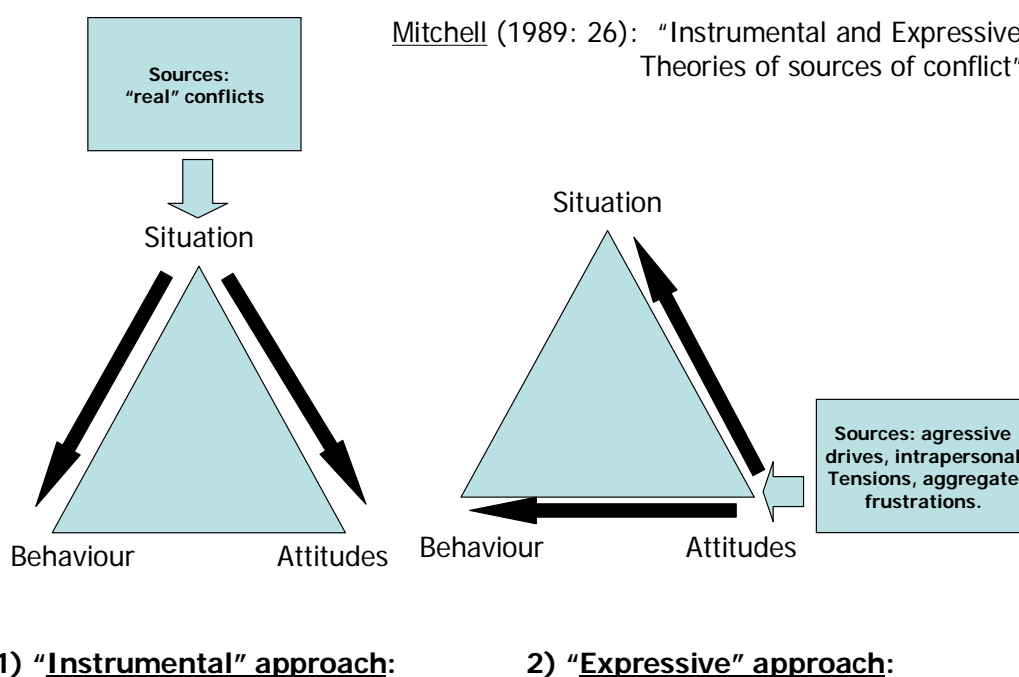 Mitchell (1989: 26): “Instrumental and Expressive
Theories of sources of conflict”
Sources:
“real” conflicts
Situation
Behaviour
Attitudes
Situation
Sources: agressive
drives, intrapersonal
Tensions, aggregate
frustrations.
Behaviour
Attitudes
1) “Instrumental” approach:
2) “Expressive” approach: